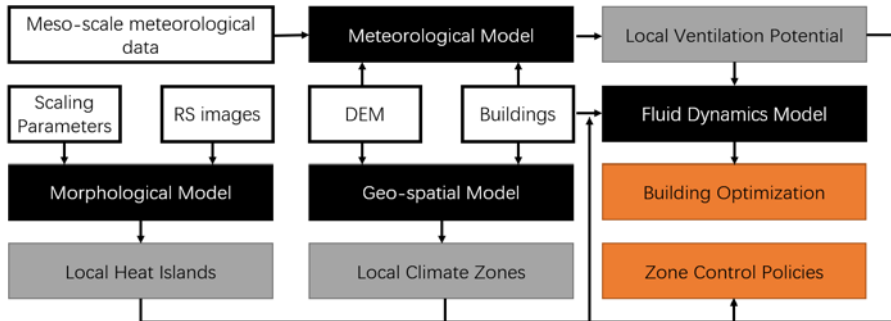 Meso-scale meteorological
data
Meteorological Model
Local Ventilation Potential
Scaling
Parameters
RS images
DEM
Buildings
Fluid Dynamics Model
Morphological Model
Geo-spatial Model
Building Optimization
Local Heat Islands
Local Climate Zones
Zone Control Policies